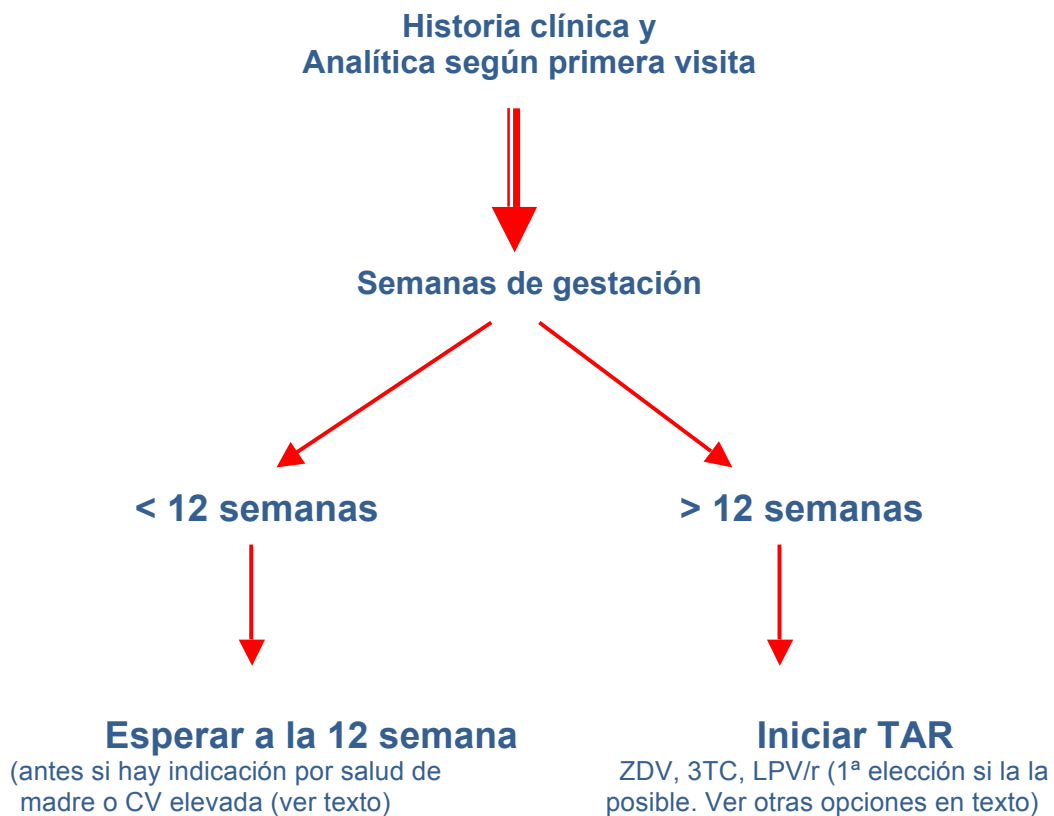 Historia clínica y
Analítica según primera visita
Semanas de gestación
< 12 semanas
> 12 semanas
Esperar a la 12 semana
(antes si hay indicación por salud de
madre o CV elevada (ver texto)
Iniciar TAR
ZDV, 3TC, LPV/r (1ª elección si la la
posible. Ver otras opciones en texto)